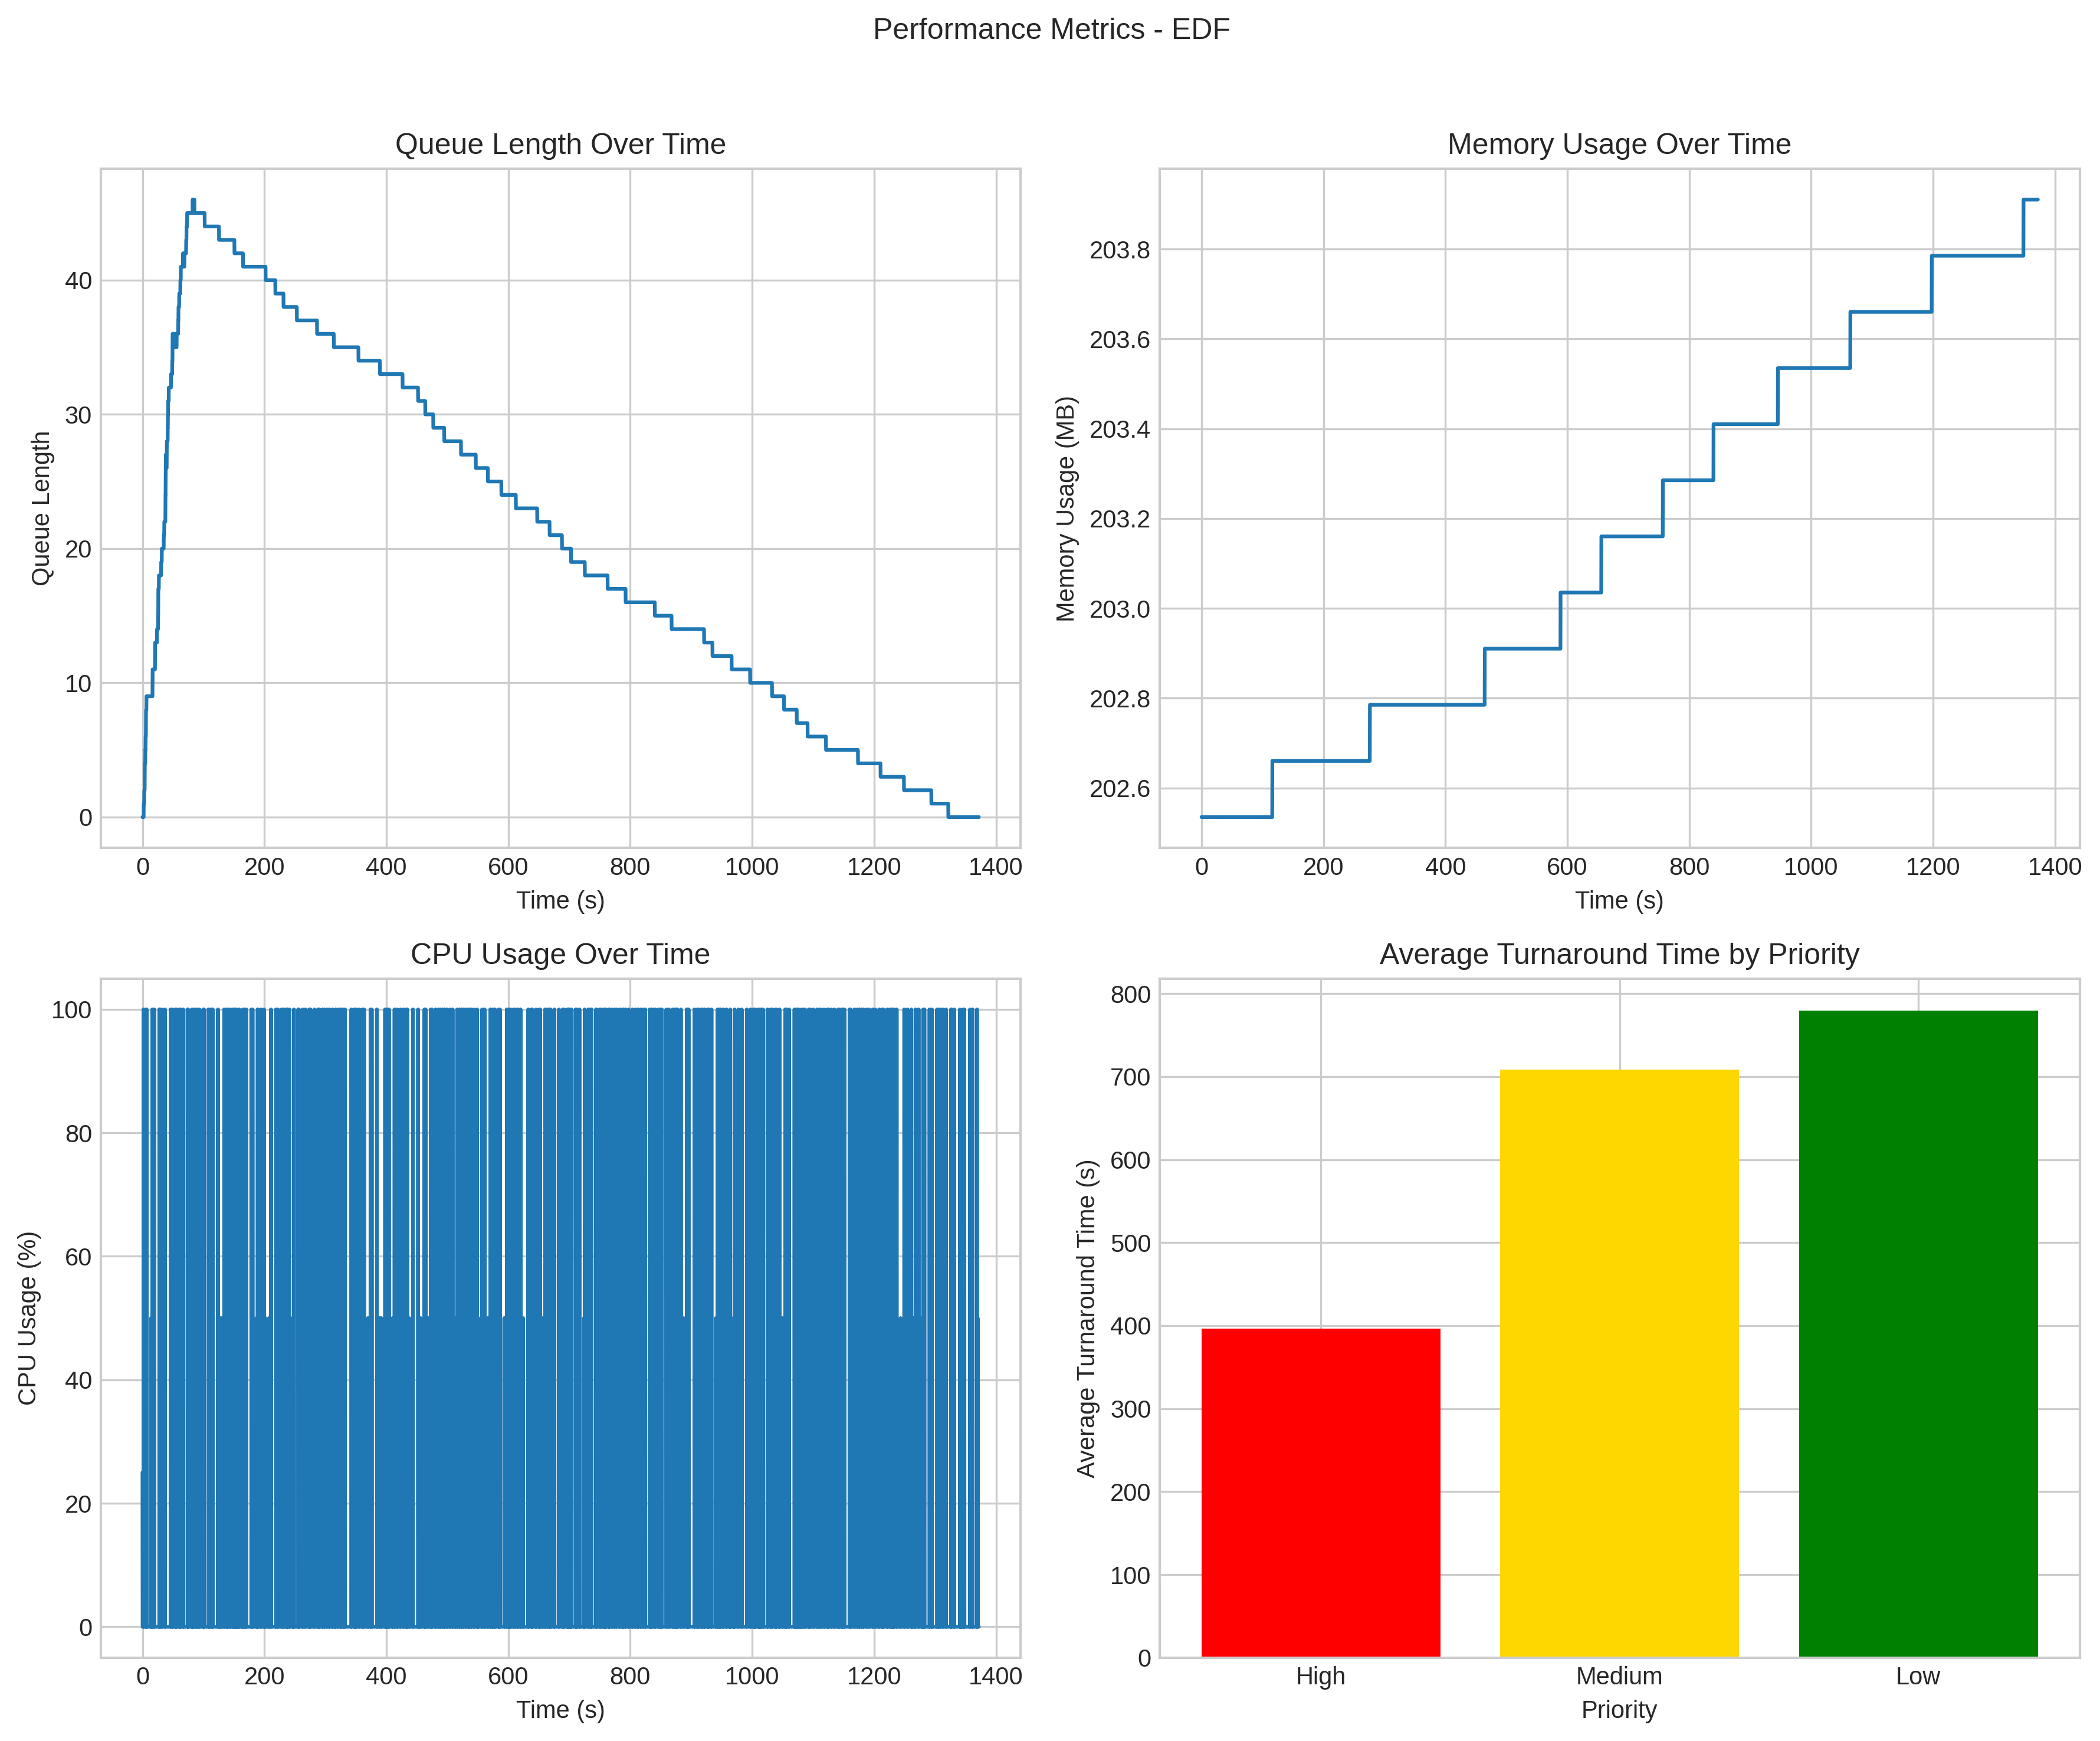 Performance Metrics - EDF
Queue Length Over Time
Queue Length
40
30
20
10
0
0 200 400 600 800 1000 1200 1400
Time (s)
Memory Usage Over Time
Memory Usage (MB)
203.8
203.6
203.4
203.2
203.0
202.8
202.6
0 200 400 600 800 1000 1200 1400
Time (s)
CPU Usage Over Time
CPU Usage (%)
100
80
60
40
20
0
0 200 400 600 800 1000 1200 1400
Time (s)
Average Turnaround Time by Priority
Average Turnaround Time (s)
800
700
600
500
400
300
200
100
0
High Medium Low
Priority